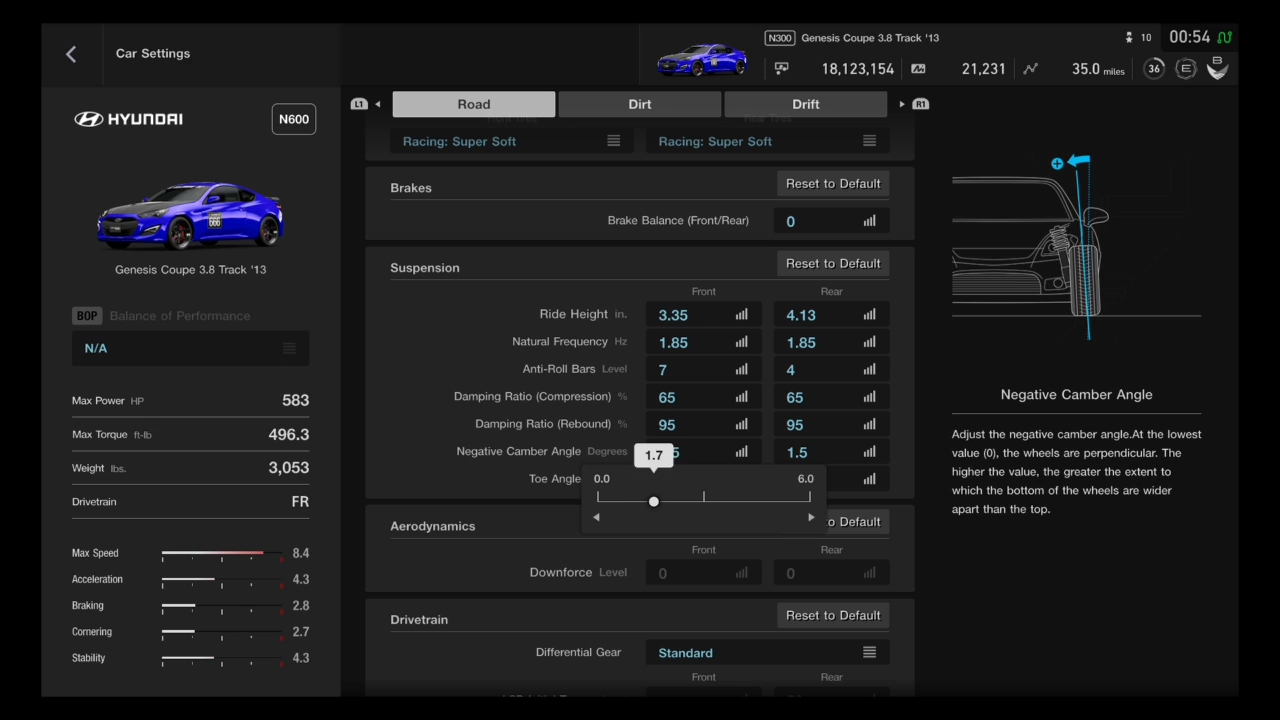 Car Settings
N300 Genesis Coupe 3.8 Track '13
10
00:54
18,123,154
21,231
35.0 miles
36
E
B
HYUNDAI
N600
L1
Road
Dirt
Drift
R1
Front Tires
Rear Tires
Racing: Super Soft
Racing: Super Soft
Brakes
Reset to Default
Brake Balance (Front/Rear)
0
Genesis Coupe 3.8 Track '13
BOP Balance of Performance
N/A
Max Power HP 583
Max Torque ft-lb 496.3
Weight lbs. 3,053
Drivetrain FR
Max Speed 8.4
Acceleration 4.3
Braking 2.8
Cornering 2.7
Stability 4.3
Suspension
Reset to Default
Front Rear
Ride Height in. 3.35 4.13
Natural Frequency Hz 1.85 1.85
Anti-Roll Bars Level 7 4
Damping Ratio (Compression) % 65 65
Damping Ratio (Rebound) % 95 95
Negative Camber Angle Degrees 5 1.5
1.7
Toe Angle
0.0 6.0
Aerodynamics
to Default
Front Rear
Downforce Level 0 0
Drivetrain
Reset to Default
Differential Gear Standard
Front Rear
Negative Camber Angle
Adjust the negative camber angle.At the lowest
value (0), the wheels are perpendicular. The
higher the value, the greater the extent to
which the bottom of the wheels are wider
apart than the top.